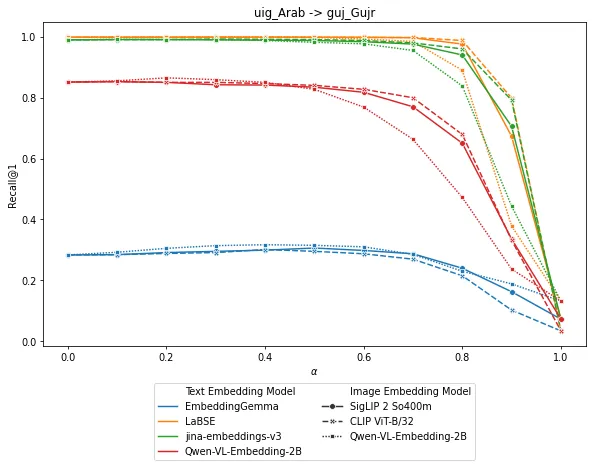 uig_Arab -> guj_Gujr
Recall@1
1.0
0.8
0.6
0.4
0.2
0.0
0.0 0.2 0.4 0.6 0.8 1.0
α
Text Embedding Model Image Embedding Model
EmbeddingGemma SigLIP 2 So400m
LaBSE CLIP ViT-B/32
jina-embeddings-v3 Qwen-VL-Embedding-2B
Qwen-VL-Embedding-2B